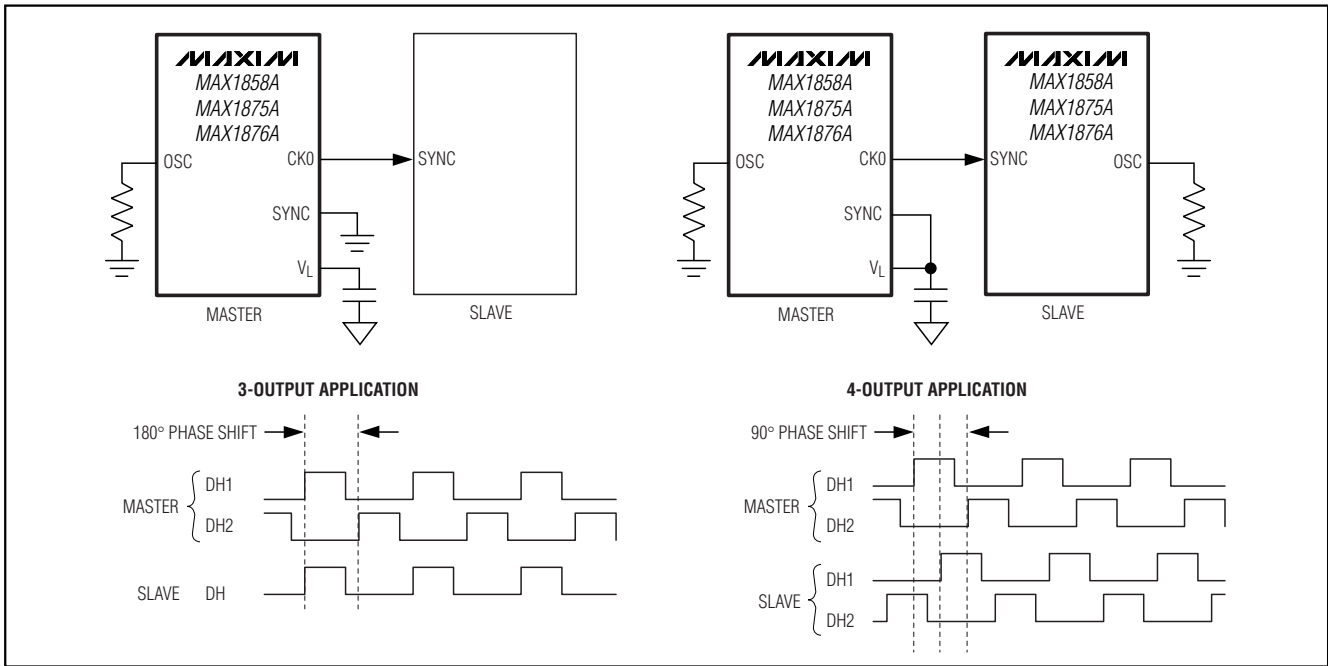 MAXIM
MAX1858A
MAX1875A
MAX1876A
OSC
CK0
SYNC
VL
MASTER
SYNC
SLAVE
3-OUTPUT APPLICATION
180° PHASE SHIFT
MASTER
DH1
DH2
SLAVE DH
MAXIM
MAX1858A
MAX1875A
MAX1876A
OSC
CK0
SYNC
VL
MASTER
MAXIM
MAX1858A
MAX1875A
MAX1876A
SYNC
OSC
SLAVE
4-OUTPUT APPLICATION
90° PHASE SHIFT
MASTER
DH1
DH2
SLAVE
DH1
DH2